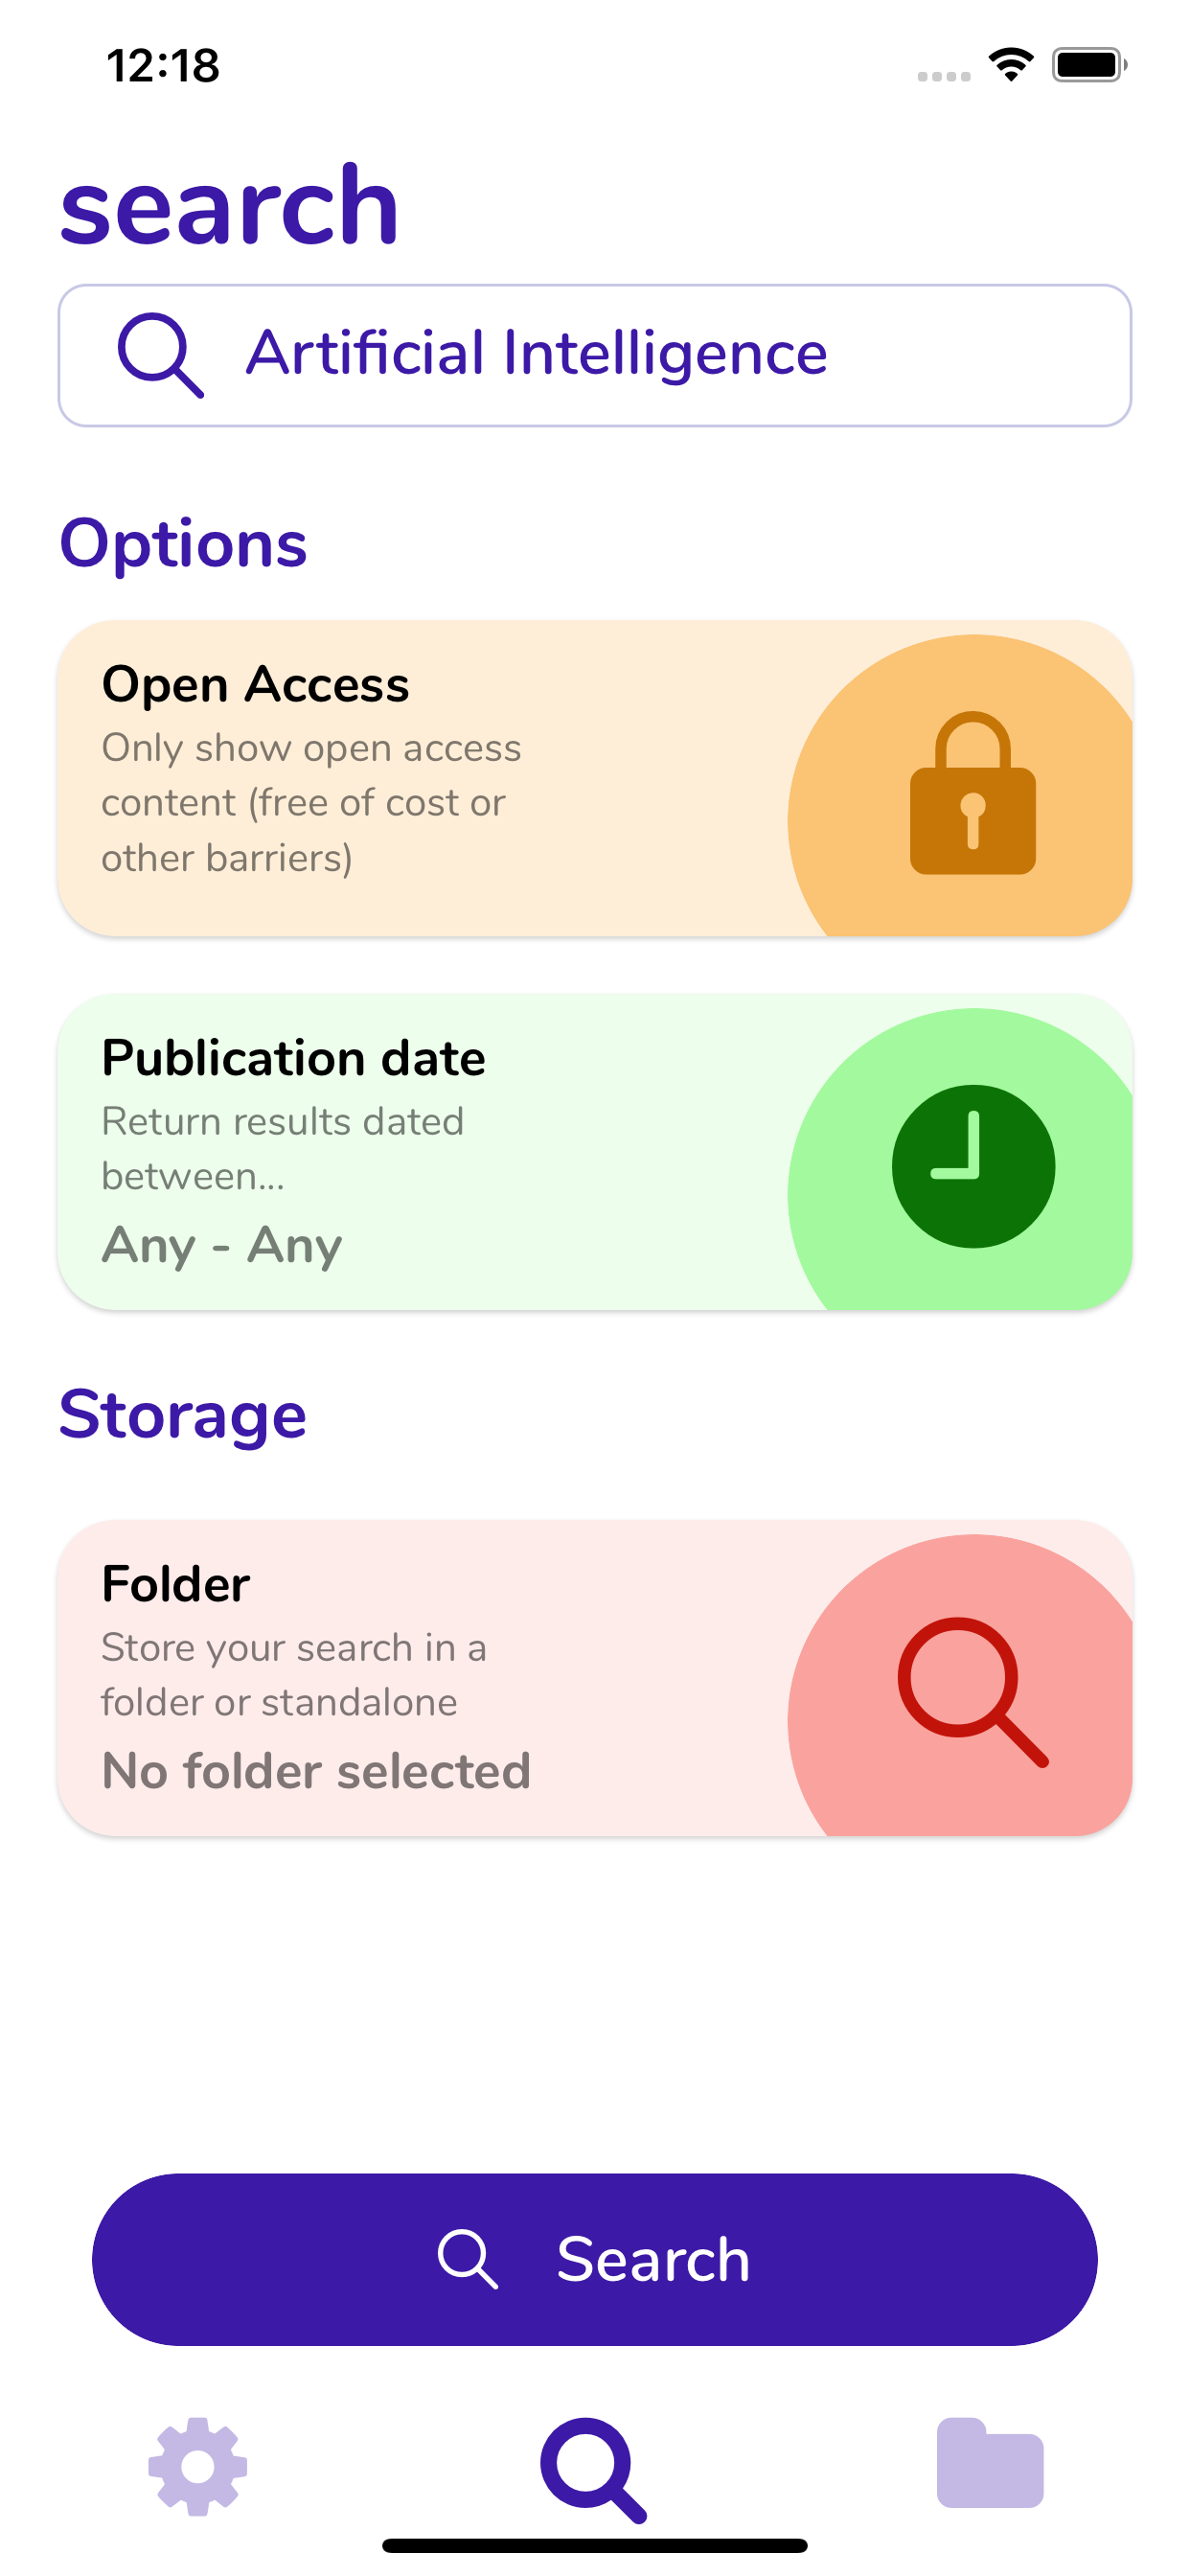 12:18
search
Artificial Intelligence
Options
Open Access
Only show open access
content (free of cost or
other barriers)
Publication date
Return results dated
between...
Any - Any
Storage
Folder
Store your search in a
folder or standalone
No folder selected
Search